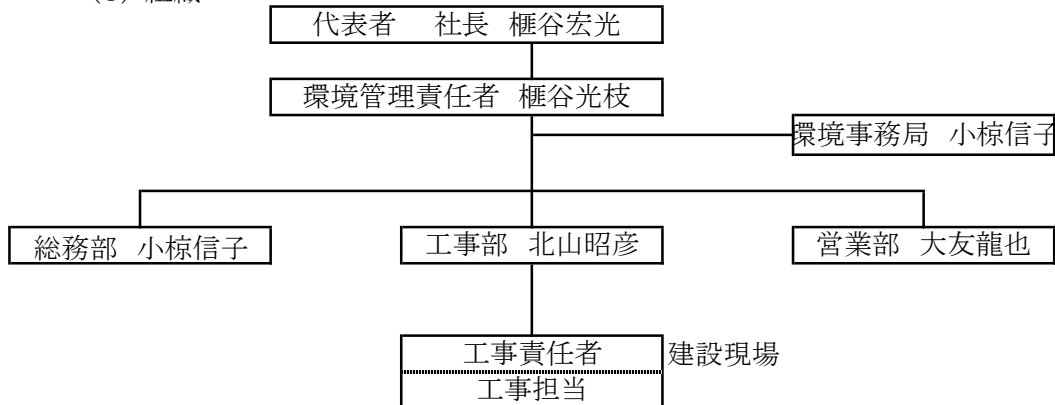 代表者　社長 榧谷宏光
環境管理責任者 榧谷光枝
環境事務局 小椋信子
総務部 小椋信子
工事部 北山昭彦
営業部 大友龍也
工事責任者
建設現場
工事担当